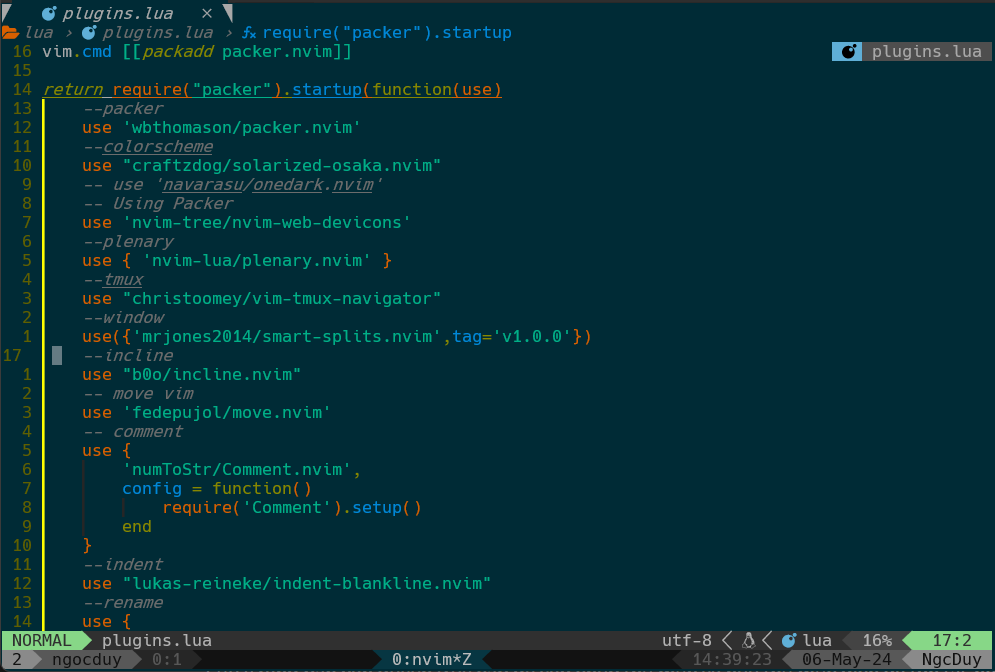 plugins.lua ×
lua › plugins.lua › fx require("packer").startup
16 vim.cmd [[packadd packer.nvim]]
plugins.lua
15
14 return require("packer").startup(function(use)
13 --packer
12 use 'wbthomason/packer.nvim'
11 --colorscheme
10 use "craftzdog/solarized-osaka.nvim"
9 -- use 'navarasu/onedark.nvim'
8 -- Using Packer
7 use 'nvim-tree/nvim-web-devicons'
6 --plenary
5 use { 'nvim-lua/plenary.nvim' }
4 --tmux
3 use "christoomey/vim-tmux-navigator"
2 --window
1 use({'mrjones2014/smart-splits.nvim',tag='v1.0.0'})
17 --incline
1 use "b0o/incline.nvim"
2 -- move vim
3 use 'fedepujol/move.nvim'
4 -- comment
5 use {
6 'numToStr/Comment.nvim',
7 config = function()
8 require('Comment').setup()
9 end
10 }
11 --indent
12 use "lukas-reineke/indent-blankline.nvim"
13 --rename
14 use {
NORMAL plugins.lua utf-8 lua 16% 17:2
2 ngocduy 0:1 0:nvim*Z 14:39:23 06-May-24 NgcDuy